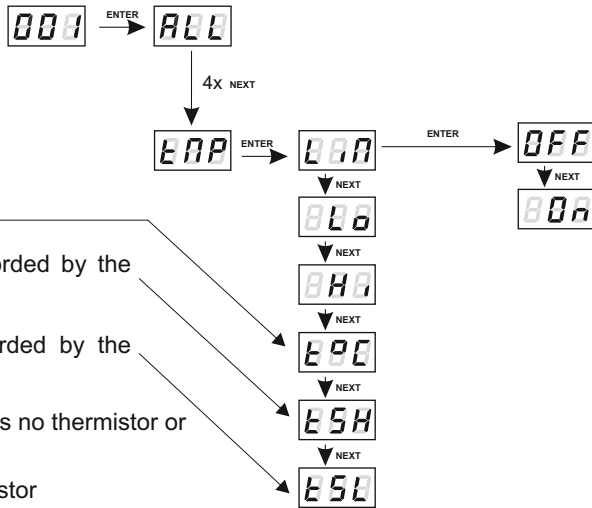 001 ENTER ALL
4x NEXT
tMP ENTER LiM ENTER OFF
NEXT NEXT
Lo On
NEXT
orded by the Hi
NEXT
rded by the t°C
NEXT
s no thermistor or tSH
NEXT
stor tSL